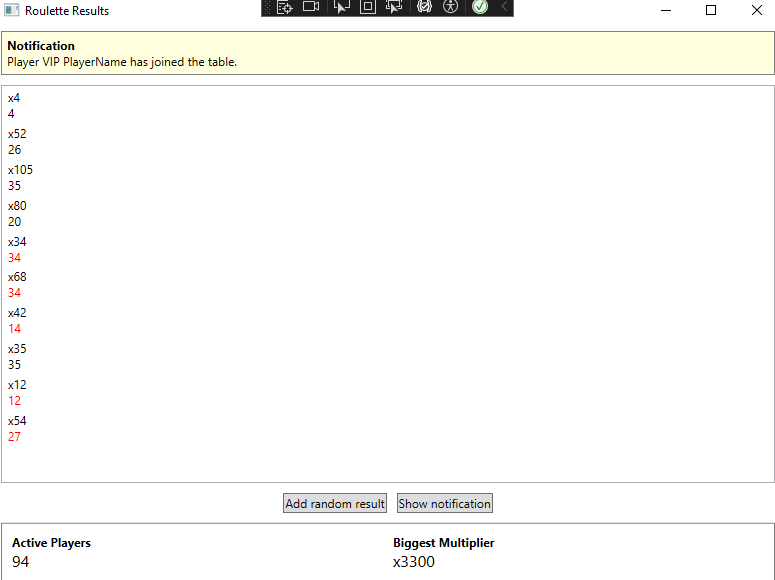 Roulette Results
Notification
Player VIP PlayerName has joined the table.
x4
4
x52
26
x105
35
x80
20
x34
34
x68
34
x42
14
x35
35
x12
12
x54
27
Add random result
Show notification
Active Players
94
Biggest Multiplier
x3300